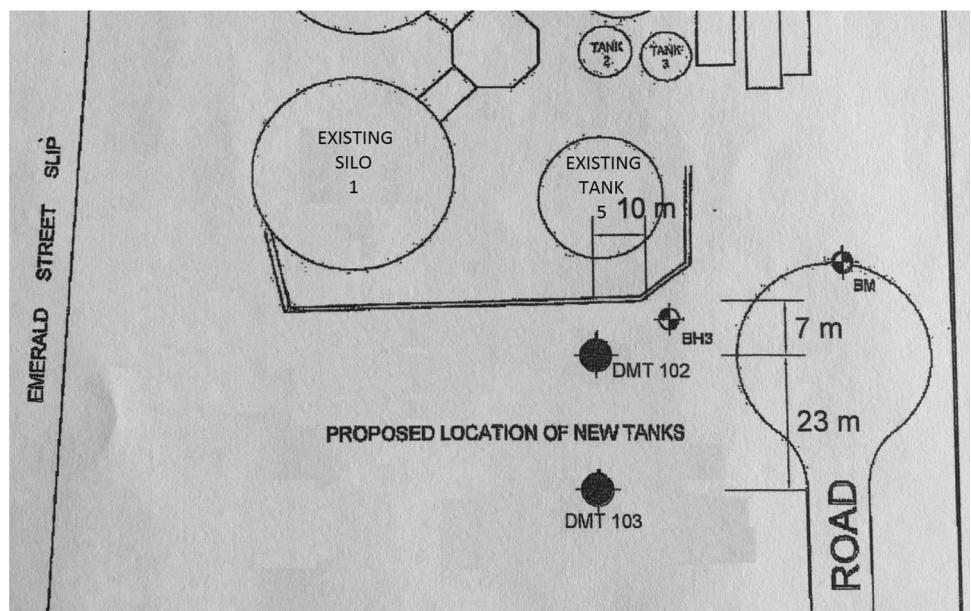 TANK
2
TANK
3
EXISTING
SILO
1
EXISTING
TANK
5
10 m
EMERALD STREET SLIP
BM
BH3
7 m
DMT 102
23 m
PROPOSED LOCATION OF NEW TANKS
DMT 103
ROAD